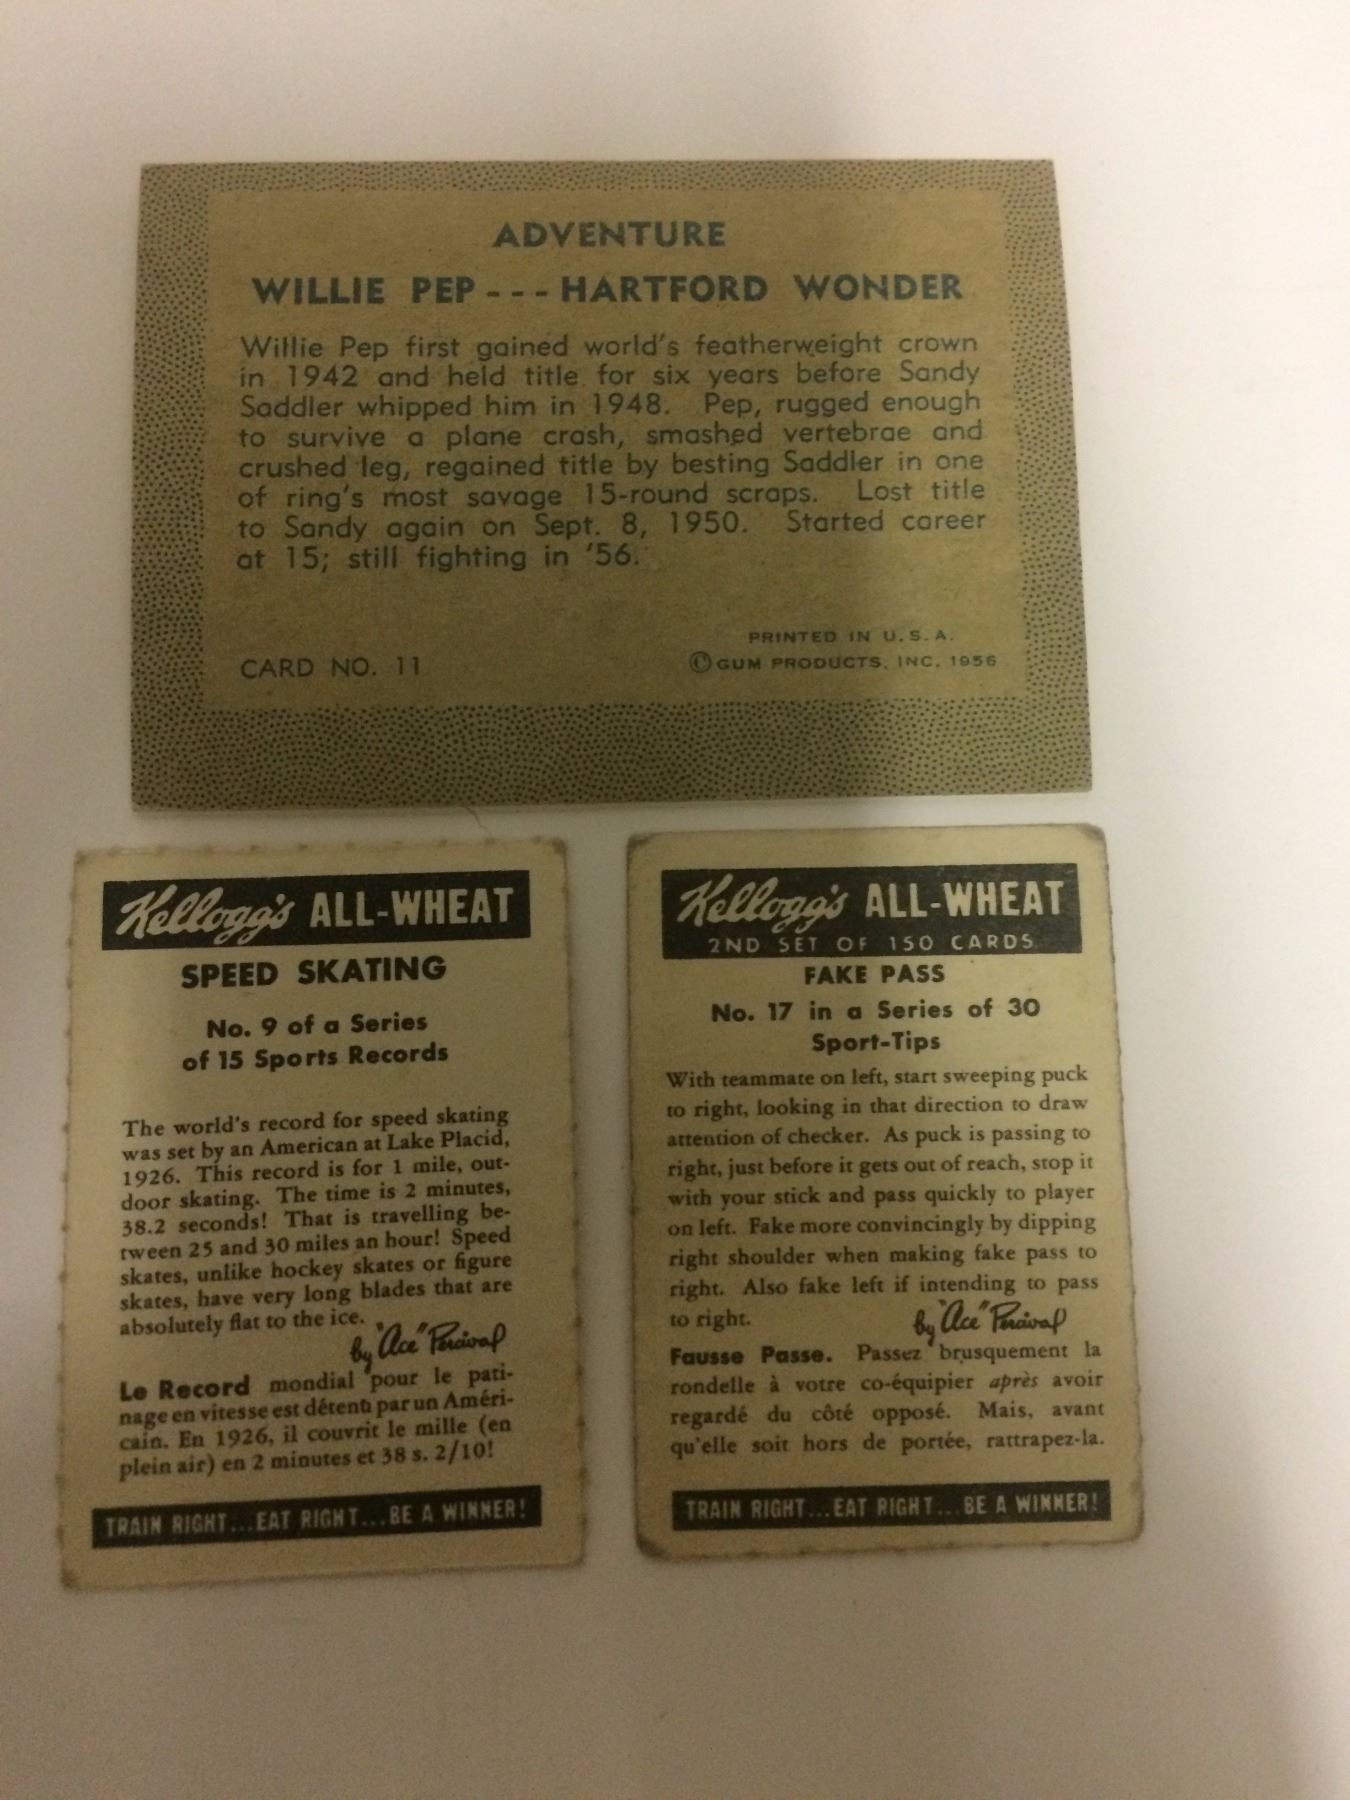 ADVENTURE
WILLIE PEP --- HARTFORD WONDER
Willie Pep first gained world's featherweight crown
in 1942 and held title for six years before Sandy
Saddler whipped him in 1948. Pep, rugged enough
to survive a plane crash, smashed vertebrae and
crushed leg, regained title by besting Saddler in one
of ring's most savage 15-round scraps. Lost title
to Sandy again on Sept. 8, 1950. Started career
at 15; still fighting in '56.
PRINTED IN U.S.A.
CARD NO. 11 ©GUM PRODUCTS, INC. 1956
Kellogg's ALL-WHEAT
SPEED SKATING
No. 9 of a Series
of 15 Sports Records
The world's record for speed skating
was set by an American at Lake Placid,
1926. This record is for 1 mile, out-
door skating. The time is 2 minutes,
38.2 seconds! That is travelling be-
tween 25 and 30 miles an hour! Speed
skates, unlike hockey skates or figure
skates, have very long blades that are
absolutely flat to the ice.
by "Ace" Percival
Le Record mondial pour le pati-
nage en vitesse est détenu par un Améri-
cain. En 1926, il couvrit le mille (en
plein air) en 2 minutes et 38 s. 2/10!
TRAIN RIGHT...EAT RIGHT...BE A WINNER!
Kellogg's ALL-WHEAT
2ND SET OF 150 CARDS
FAKE PASS
No. 17 in a Series of 30
Sport-Tips
With teammate on left, start sweeping puck
to right, looking in that direction to draw
attention of checker. As puck is passing to
right, just before it gets out of reach, stop it
with your stick and pass quickly to player
on left. Fake more convincingly by dipping
right shoulder when making fake pass to
right. Also fake left if intending to pass
to right. by "Ace" Percival
Fausse Passe. Passez brusquement la
rondelle à votre co-équipier après avoir
regardé du côté opposé. Mais, avant
qu'elle soit hors de portée, rattrapez-la.
TRAIN RIGHT...EAT RIGHT...BE A WINNER!